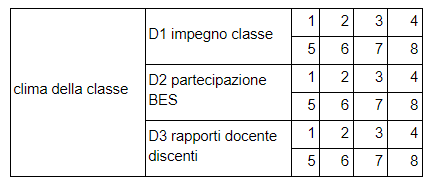 clima della classe
D1 impegno classe
1 2 3 4
5 6 7 8
D2 partecipazione
BES
1 2 3 4
5 6 7 8
D3 rapporti docente
discenti
1 2 3 4
5 6 7 8